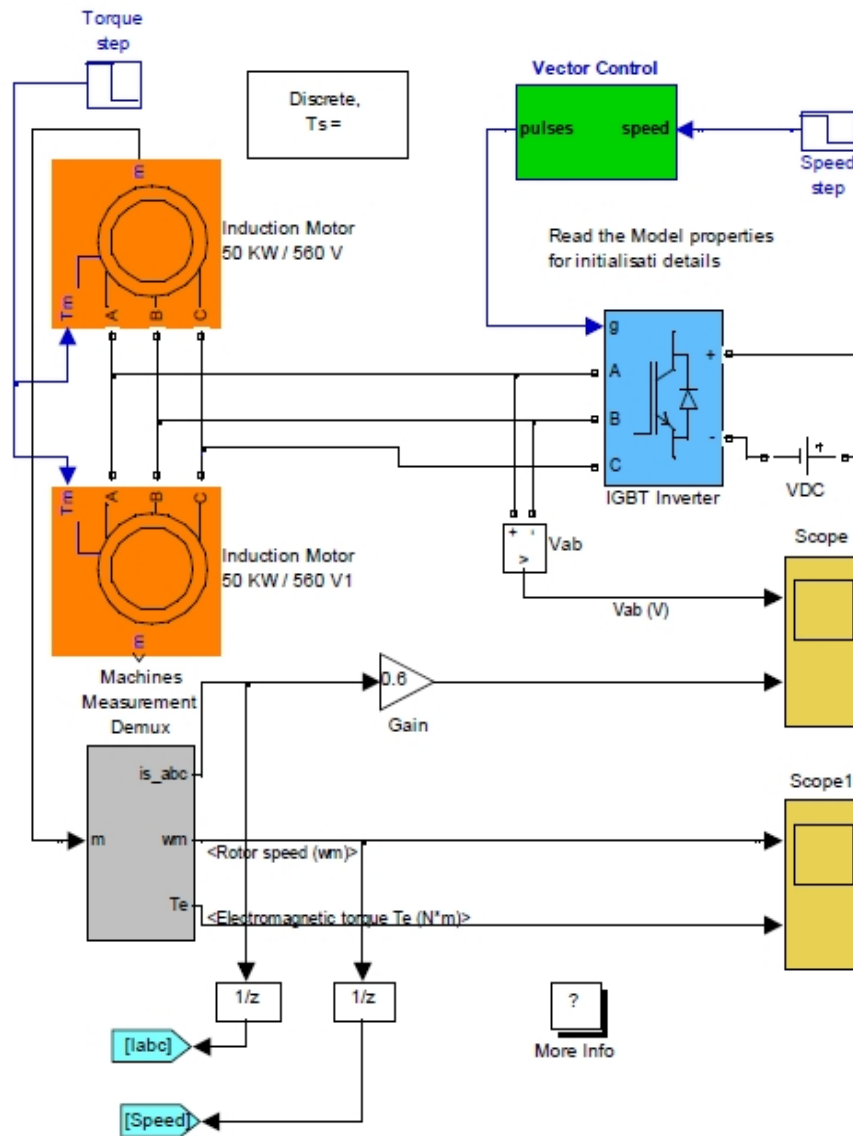 Torque
step
Discrete,
Ts =
Vector Control
pulses
speed
Speed
step
m
Induction Motor
50 KW / 560 V
Tm
A
B
C
Read the Model properties
for initialisati details
g
A
B
C
+
-
IGBT Inverter
+
VDC
Tm
A
B
C
Induction Motor
50 KW / 560 V1
m
+
-
v
Vab
Vab (V)
Scope
Machines
Measurement
Demux
0.6
Gain
is_abc
m
wm
Te
<Rotor speed (wm)>
<Electromagnetic torque Te (N*m)>
Scope1
1/z
1/z
?
More Info
[Iabc]
[Speed]